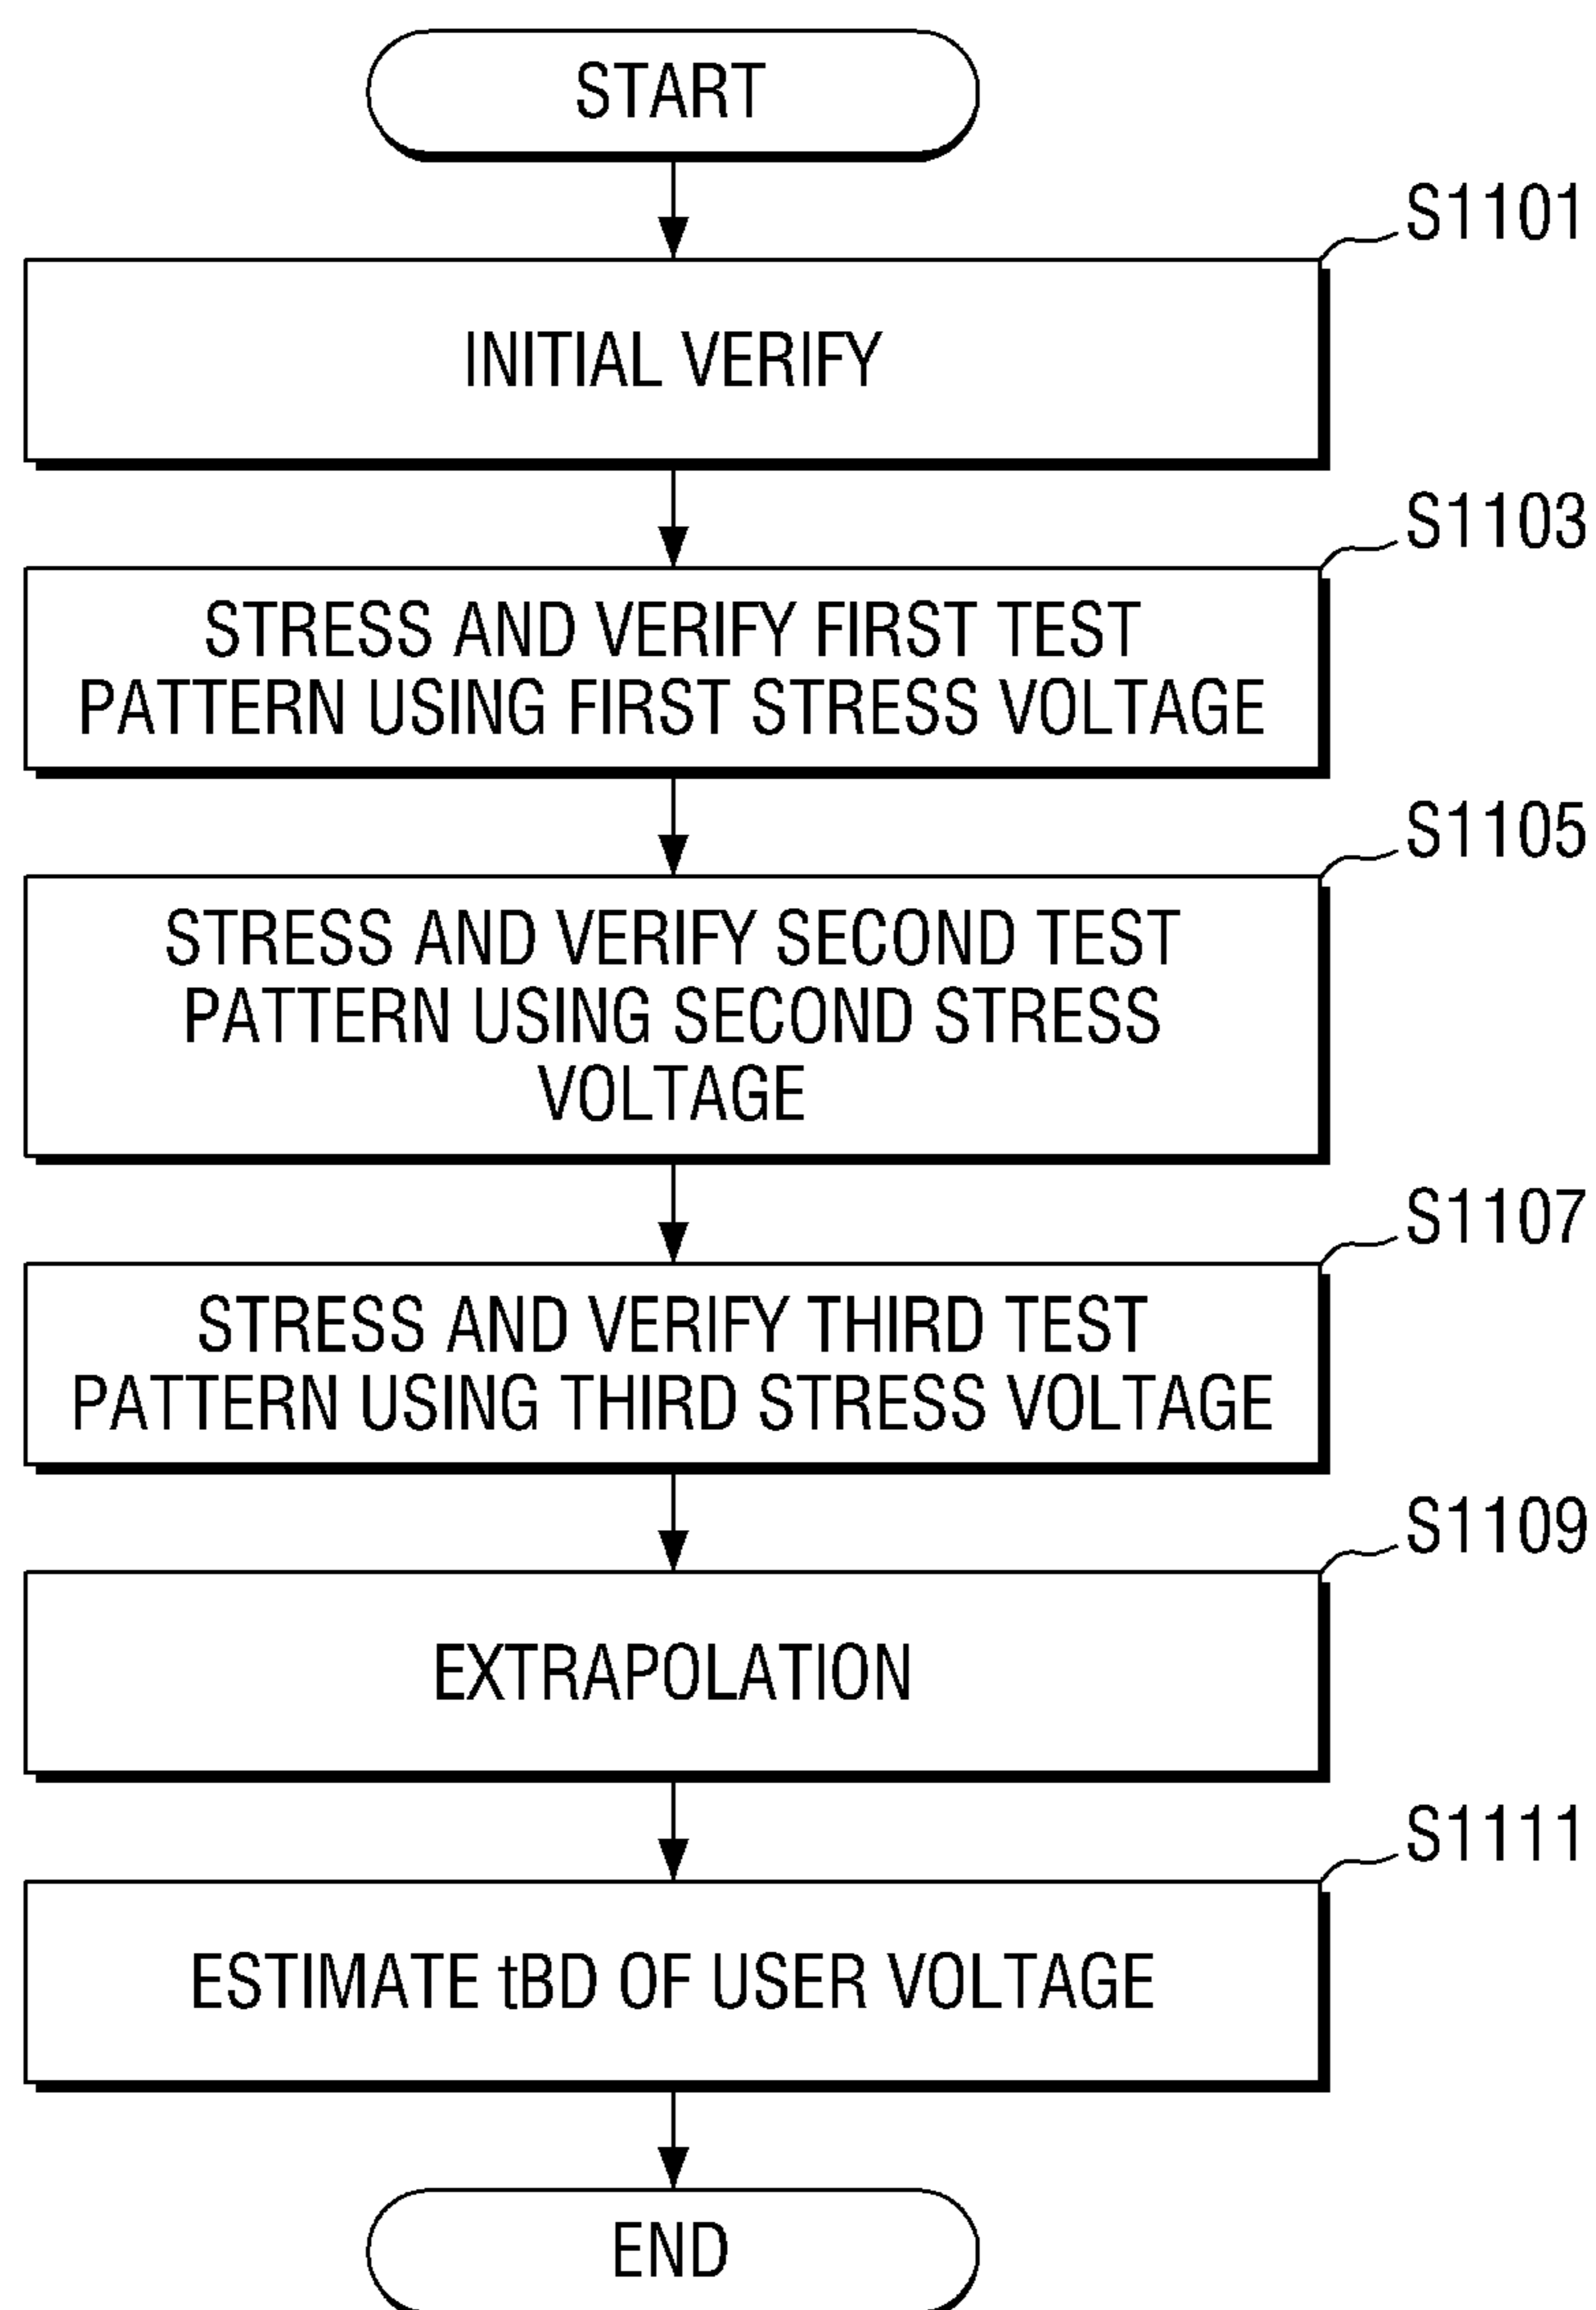 START
S1101
INITIAL VERIFY
S1103
STRESS AND VERIFY FIRST TEST
PATTERN USING FIRST STRESS VOLTAGE
S1105
STRESS AND VERIFY SECOND TEST
PATTERN USING SECOND STRESS
VOLTAGE
S1107
STRESS AND VERIFY THIRD TEST
PATTERN USING THIRD STRESS VOLTAGE
S1109
EXTRAPOLATION
S1111
ESTIMATE tBD OF USER VOLTAGE
END